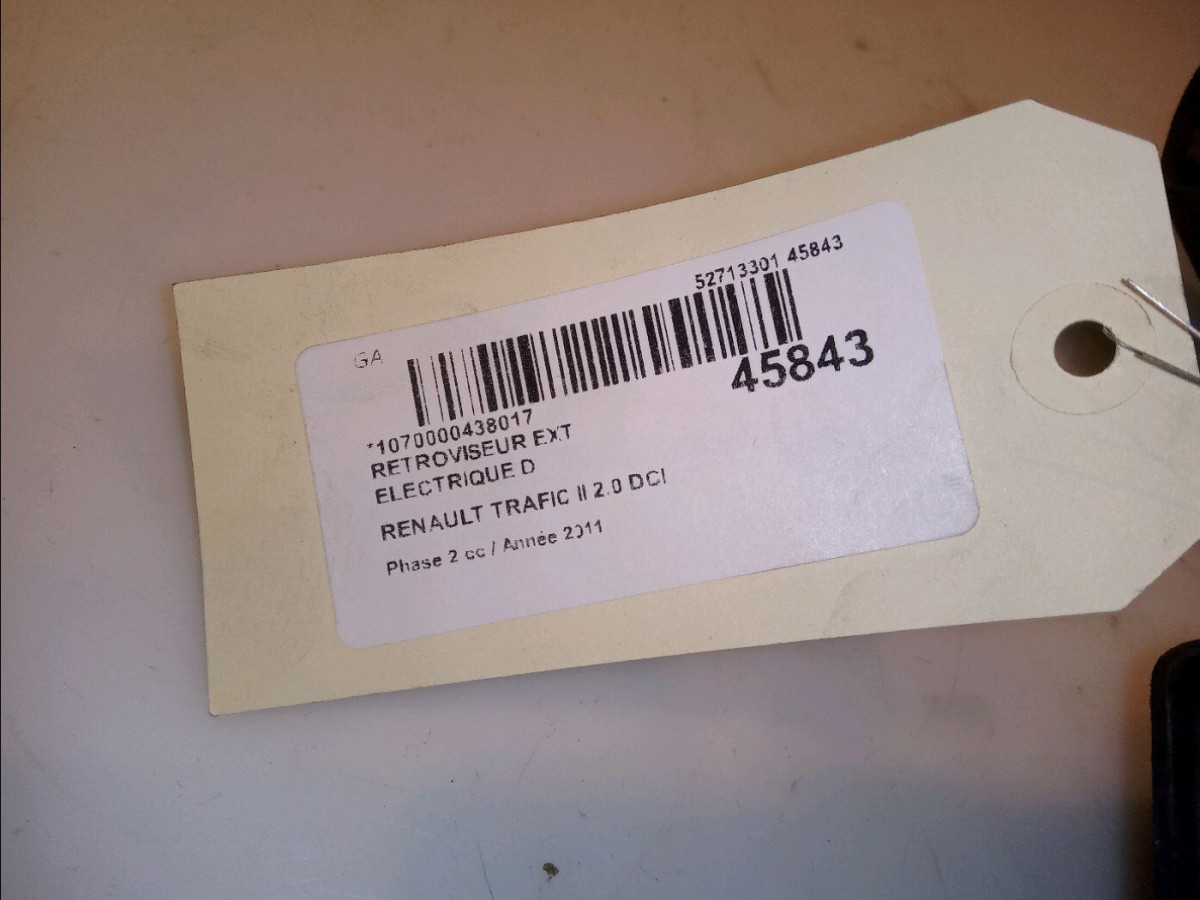 52713301 45843
GA
45843
*1070000438017
RETROVISEUR EXT
ELECTRIQUE D
RENAULT TRAFIC II 2.0 DCI
Phase 2 cc / Année 2011